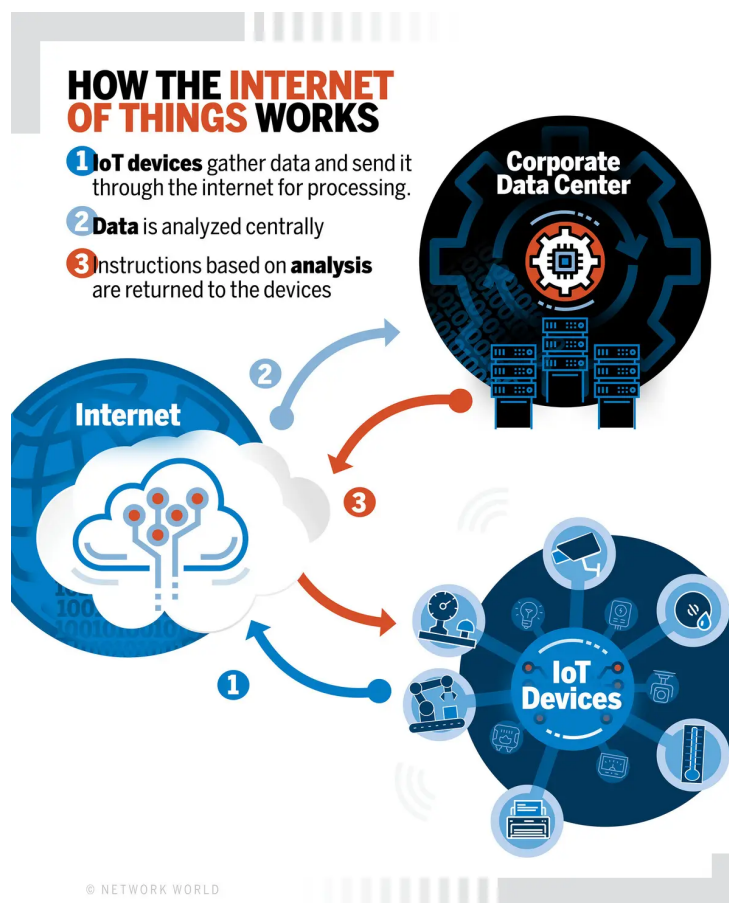 HOW THE INTERNET
OF THINGS WORKS
1 IoT devices gather data and send it
through the internet for processing.
2 Data is analyzed centrally
3 Instructions based on analysis
are returned to the devices
Corporate
Data Center
2
Internet
3
1
IoT
Devices
1001010010
© NETWORK WORLD